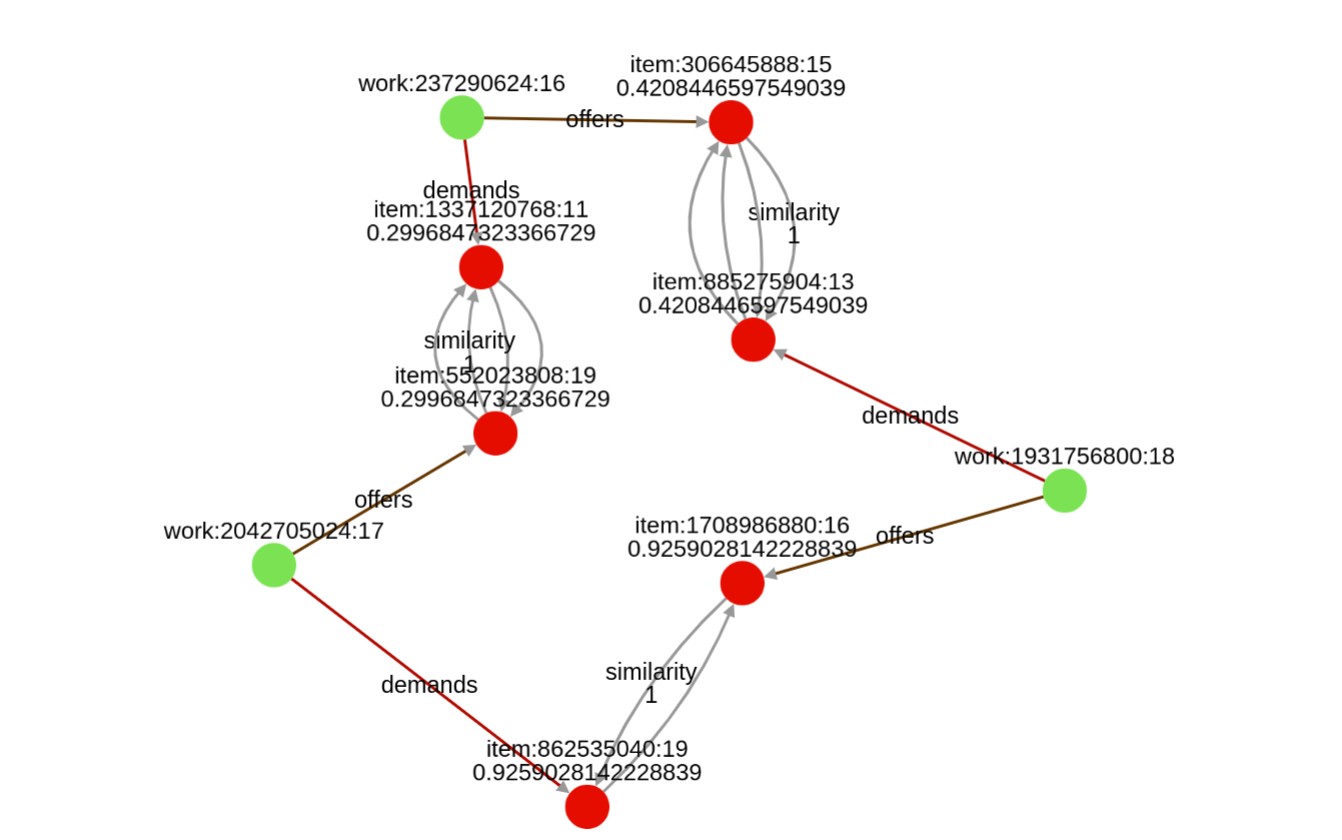 item:306645888:15
0.4208446597549039
work:237290624:16
offers
demands
item:1337120768:11
0.2996847323366729
similarity
1
item:885275904:13
0.4208446597549039
similarity
1
item:552023808:19
0.2996847323366729
demands
work:1931756800:18
offers
work:2042705024:17
item:1708986880:16
0.9259028142228839
offers
similarity
1
demands
item:862535040:19
0.9259028142228839